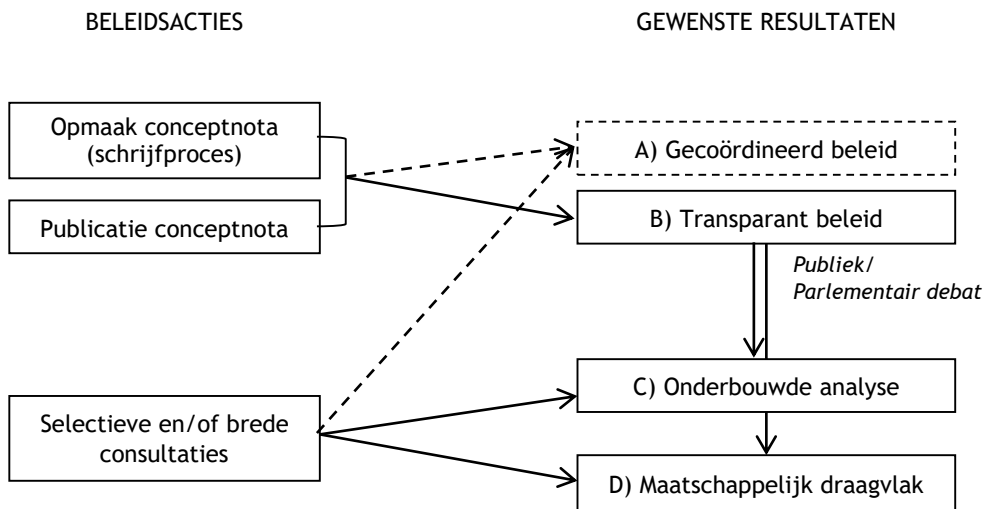 BELEIDSACTIES
GEWENSTE RESULTATEN
Opmaak conceptnota
(schrijfproces)
A) Gecoördineerd beleid
Publicatie conceptnota
B) Transparant beleid
Publiek/
Parlementair debat
C) Onderbouwde analyse
Selectieve en/of brede
consultaties
D) Maatschappelijk draagvlak